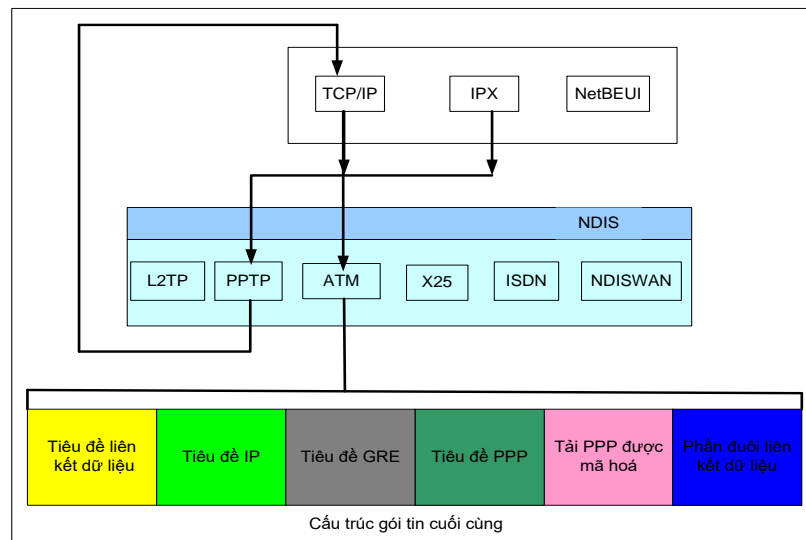 TCP/IP
IPX
NetBEUI
NDIS
L2TP
PPTP
ATM
X25
ISDN
NDISWAN
Tiêu đề liên
kết dữ liệu
Tiêu đề IP
Tiêu đề GRE
Tiêu đề PPP
Tải PPP được
mã hoá
Phần đuôi liên
kết dữ liệu
Cấu trúc gói tin cuối cùng